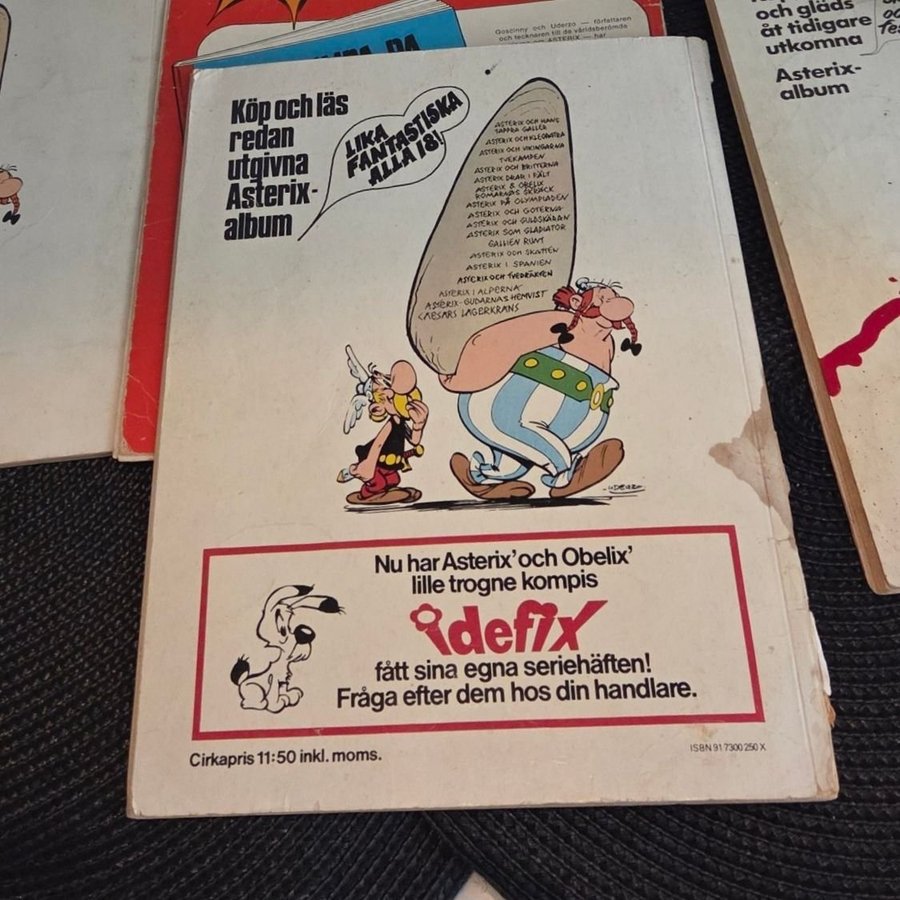 Goscinny och Uderzo – författaren
och tecknaren till de världsberömda
ASTERIX – har
och gläds
åt tidigare
utkomna
Asterix-
album
Köp och läs
redan
utgivna
Asterix-
album
LIKA
FANTASTISKA
ALLA 18!
ASTERIX OCH HANS
TAPPRA GALLER
ASTERIX OCH KLEOPATRA
ASTERIX OCH VIKINGARNA
TVEKAMPEN
ASTERIX OCH BRITTERNA
ASTERIX DRAR I FÄLT
ASTERIX & OBELIX
ROMARNAS SKRÄCK
ASTERIX PÅ OLYMPIADEN
ASTERIX OCH GOTERNA
ASTERIX OCH GULDSKÄRAN
ASTERIX SOM GLADIATOR
GALLIEN RUNT
ASTERIX OCH SKÖLDEN
ASTERIX I SPANIEN
ASTERIX OCH TVEDRÄKTEN
ASTERIX I ALPERNA
ASTERIX-GUDARNAS HEMVIST
CAESARS LAGERKRANS
UDERZO
Nu har Asterix' och Obelix'
lille trogne kompis
idefix
fått sina egna seriehäften!
Fråga efter dem hos din handlare.
Cirkapris 11:50 inkl. moms.
ISBN 91 7300 250 X